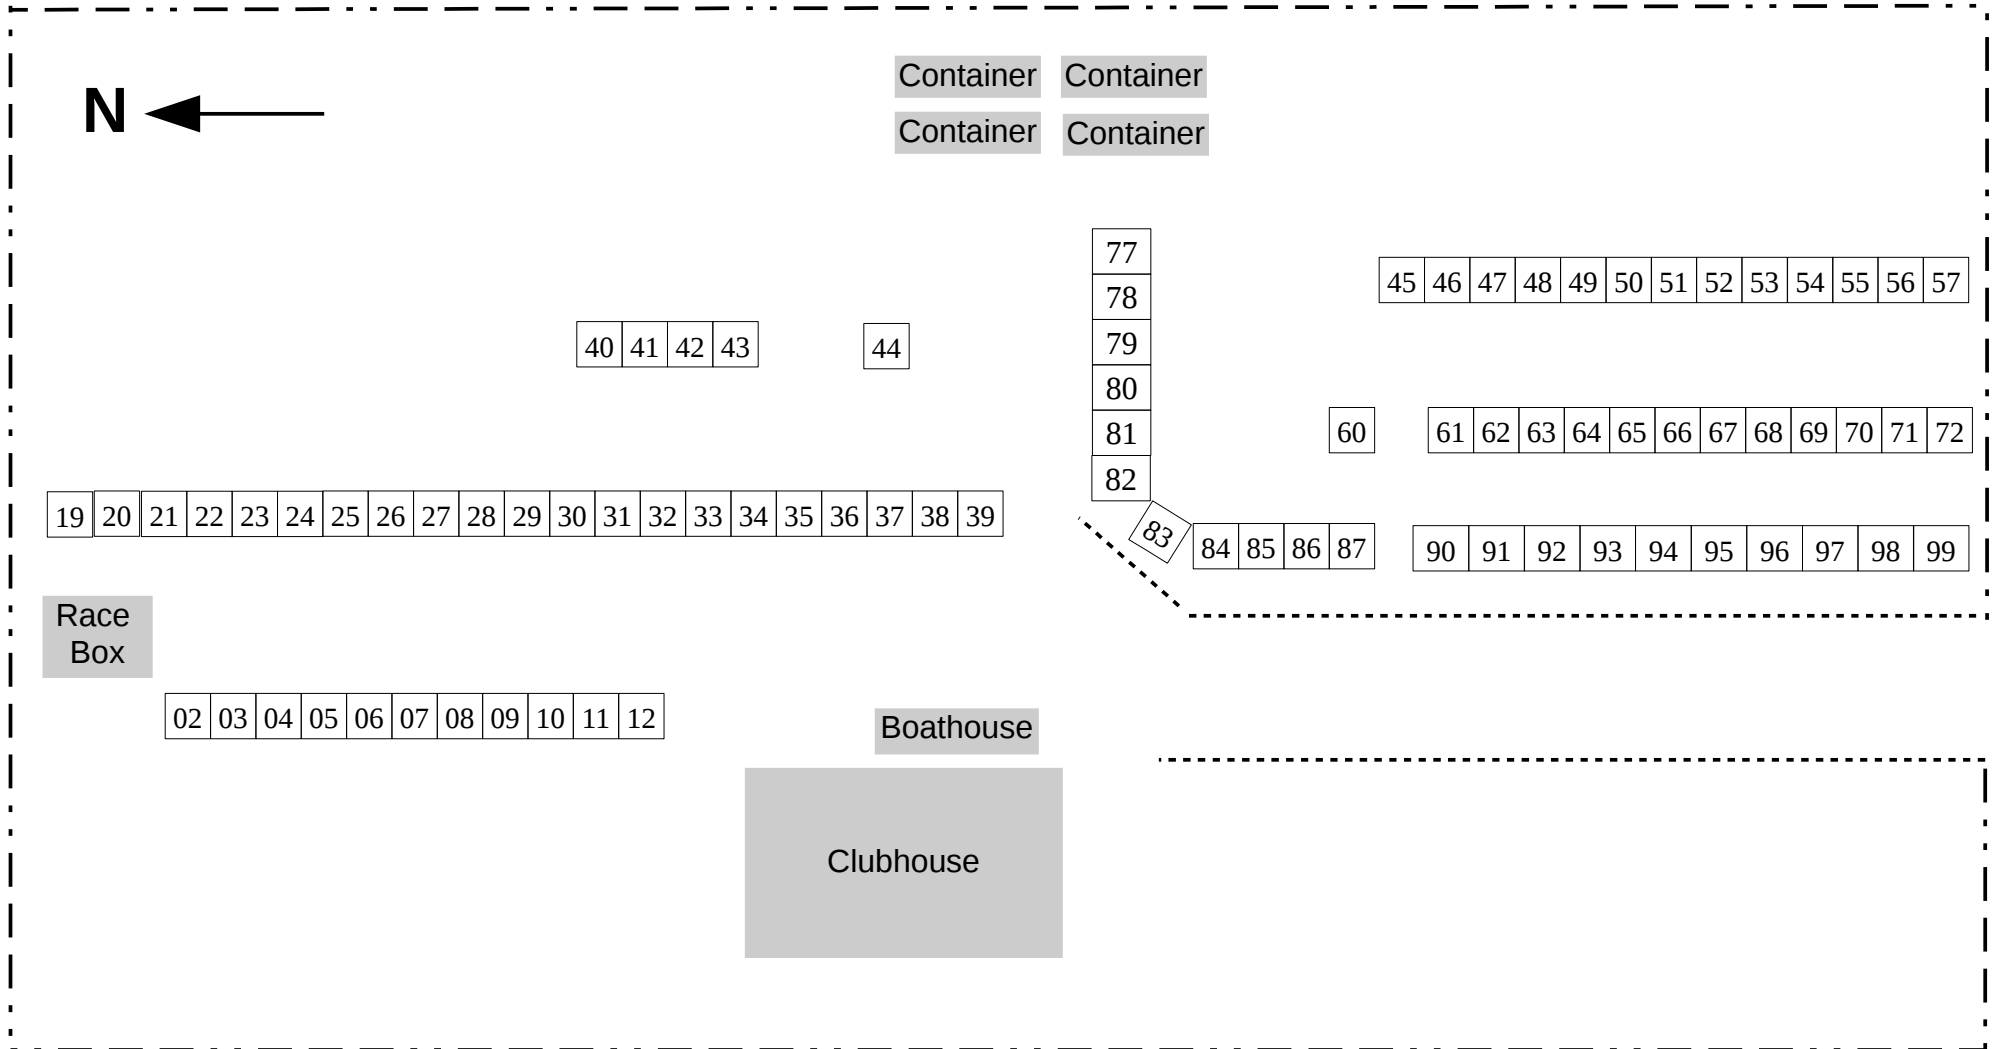 Container Container
N
Container Container
77
45 46 47 48 49 50 51 52 53 54 55 56 57
78
79
40 41 42 43 44
80
60 61 62 63 64 65 66 67 68 69 70 71 72
81
82
19 20 21 22 23 24 25 26 27 28 29 30 31 32 33 34 35 36 37 38 39
83
84 85 86 87 90 91 92 93 94 95 96 97 98 99
Race
Box
02 03 04 05 06 07 08 09 10 11 12
Boathouse
Clubhouse